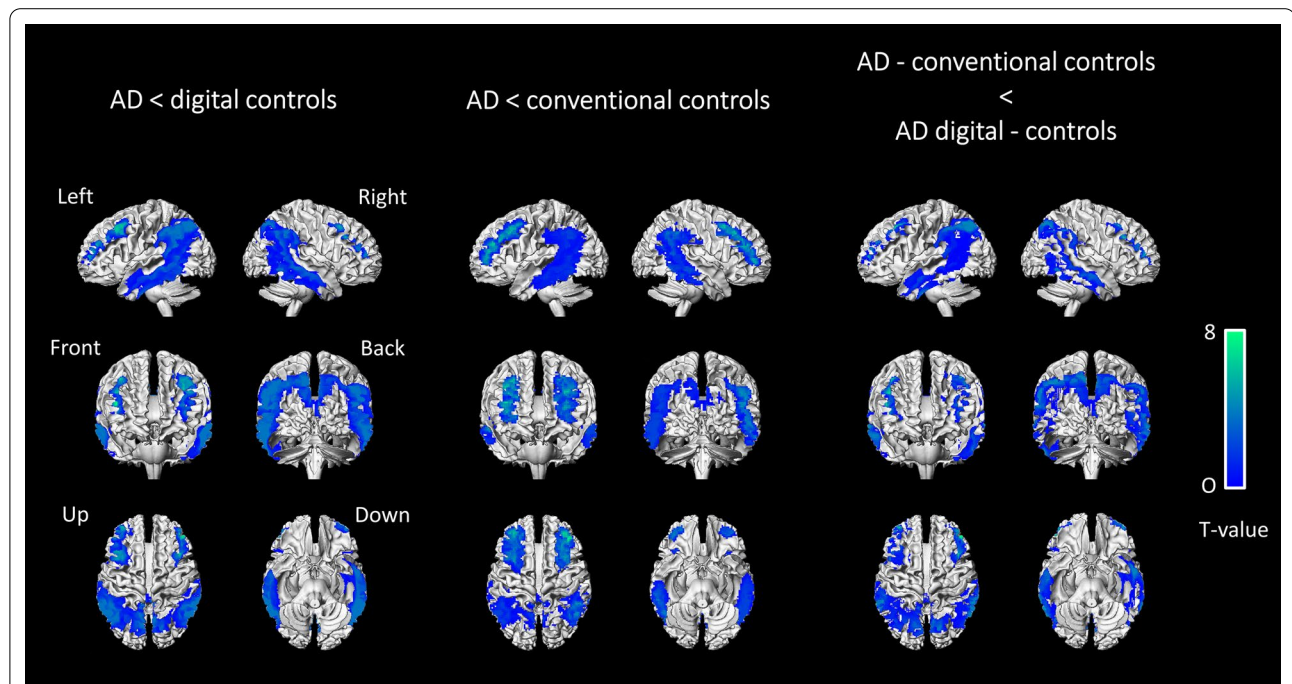 AD < digital controls
AD < conventional controls
AD - conventional controls
<
AD digital - controls
Left
Right
Front
Back
Up
Down
8
O
T-value